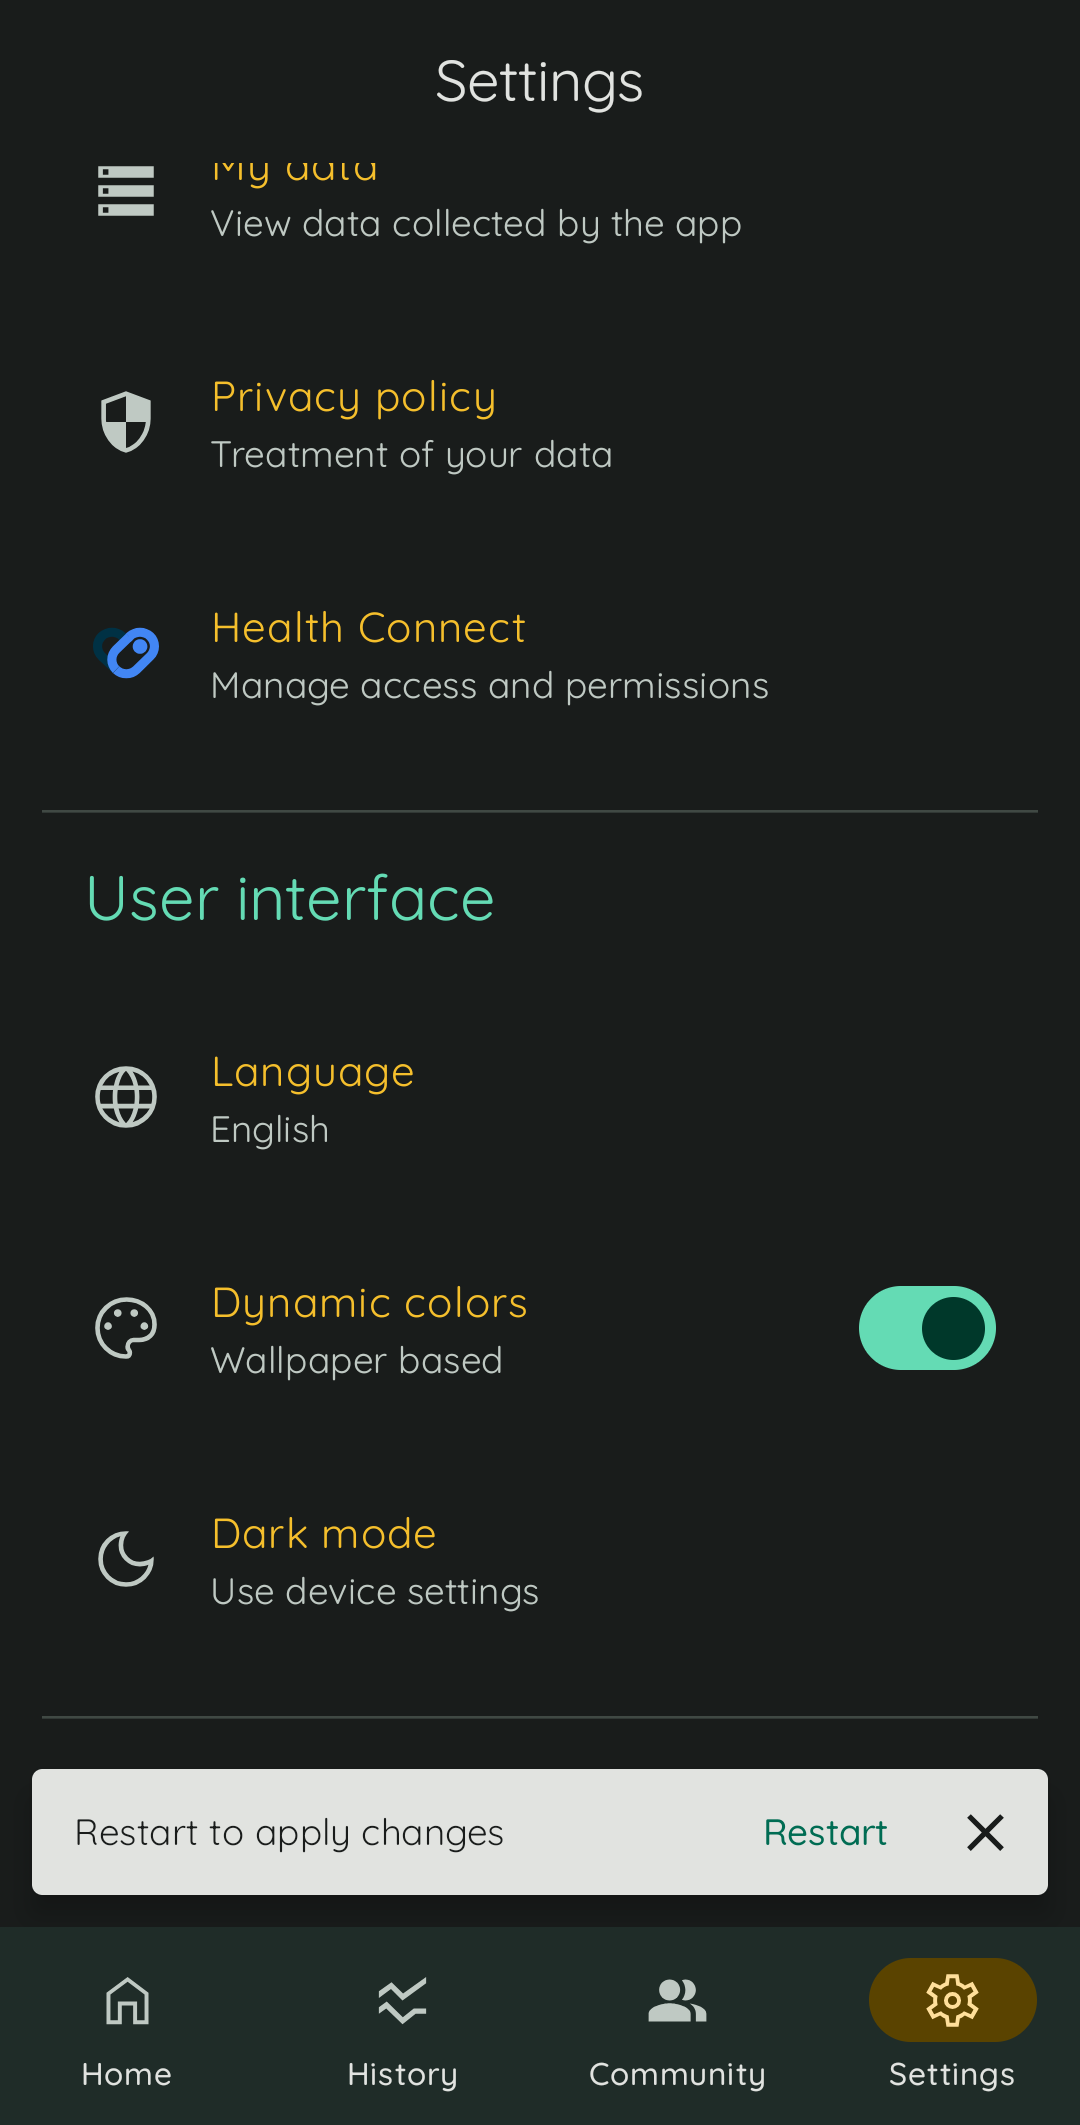 Settings
My data
View data collected by the app
Privacy policy
Treatment of your data
Health Connect
Manage access and permissions
User interface
Language
English
Dynamic colors
Wallpaper based
Dark mode
Use device settings
Restart to apply changes Restart
Home History Community Settings